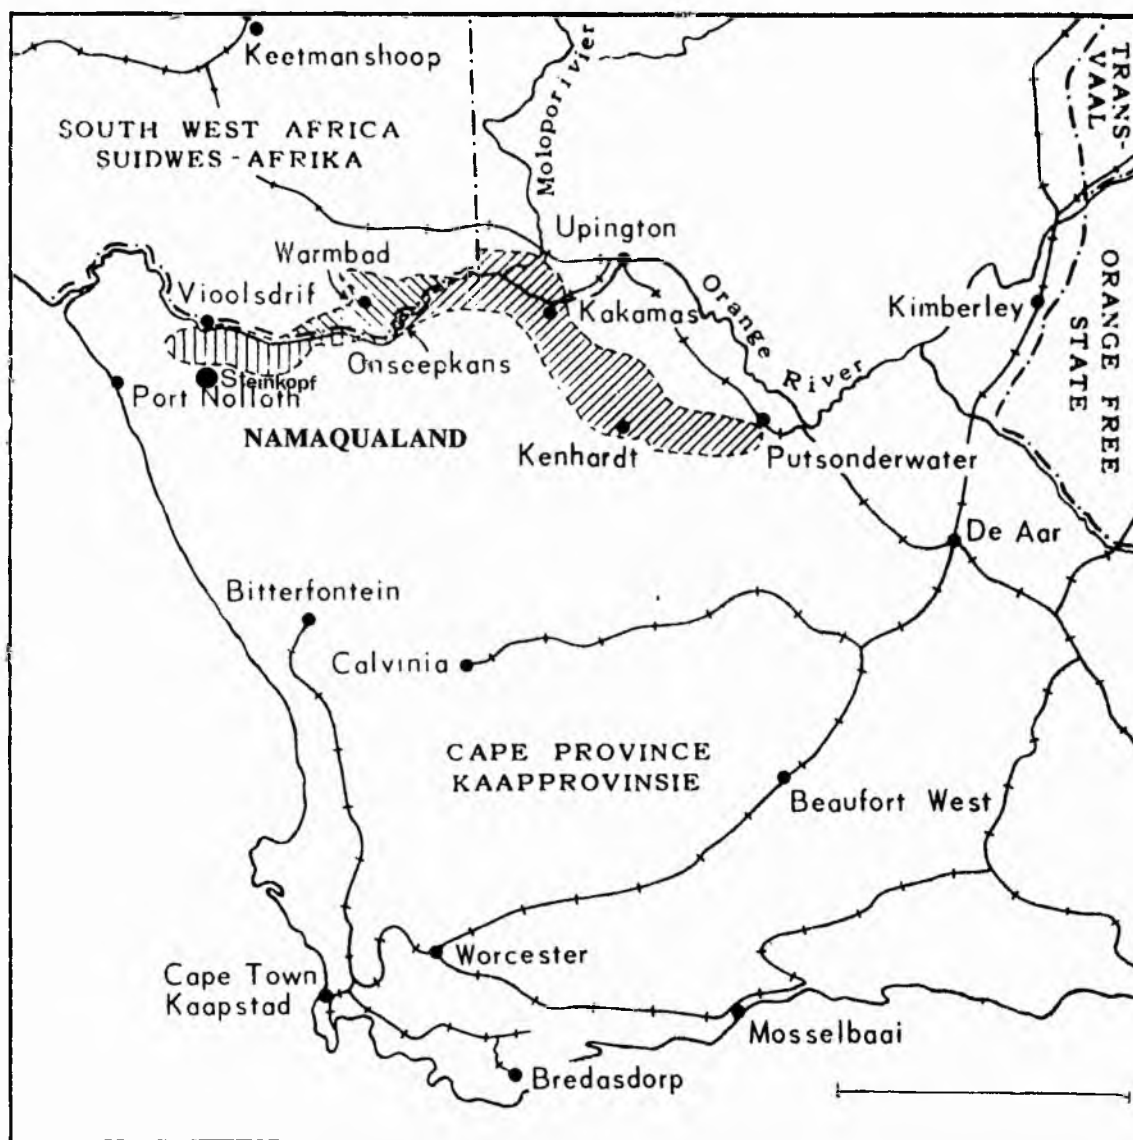 Keetmanshoop
SOUTH WEST AFRICA
SUIDWES-AFRIKA
Moloporivier
TRANS-
VAAL
Upington
Warmbad
Vioolsdrif
Orange River
Kimberley
ORANGE FREE
STATE
Kakamas
Onseepkans
Steinkopf
Port Nolloth
NAMAQUALAND
Kenhardt
Putsonderwater
De Aar
Bitterfontein
Calvinia
CAPE PROVINCE
KAAPPROVINSIE
Beaufort West
Worcester
Cape Town
Kaapstad
Mosselbaai
Bredasdorp